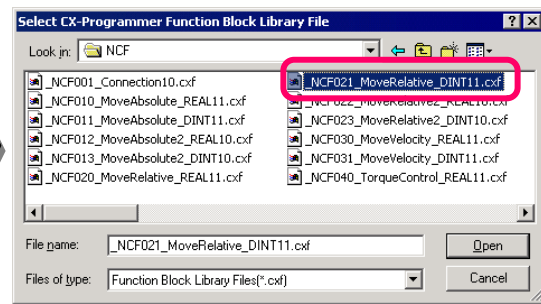 Select CX-Programmer Function Block Library File
Look in: NCF
_NCF001_Connection10.cxf
_NCF010_MoveAbsolute_REAL11.cxf
_NCF011_MoveAbsolute_DINT11.cxf
_NCF012_MoveAbsolute2_REAL10.cxf
_NCF013_MoveAbsolute2_DINT10.cxf
_NCF020_MoveRelative_REAL11.cxf
_NCF021_MoveRelative_DINT11.cxf
_NCF022_MoveRelative2_REAL10.cxf
_NCF023_MoveRelative2_DINT10.cxf
_NCF030_MoveVelocity_REAL11.cxf
_NCF031_MoveVelocity_DINT11.cxf
_NCF040_TorqueControl_REAL11.cxf
File name: _NCF021_MoveRelative_DINT11.cxf Open
Files of type: Function Block Library Files(*.cxf) Cancel